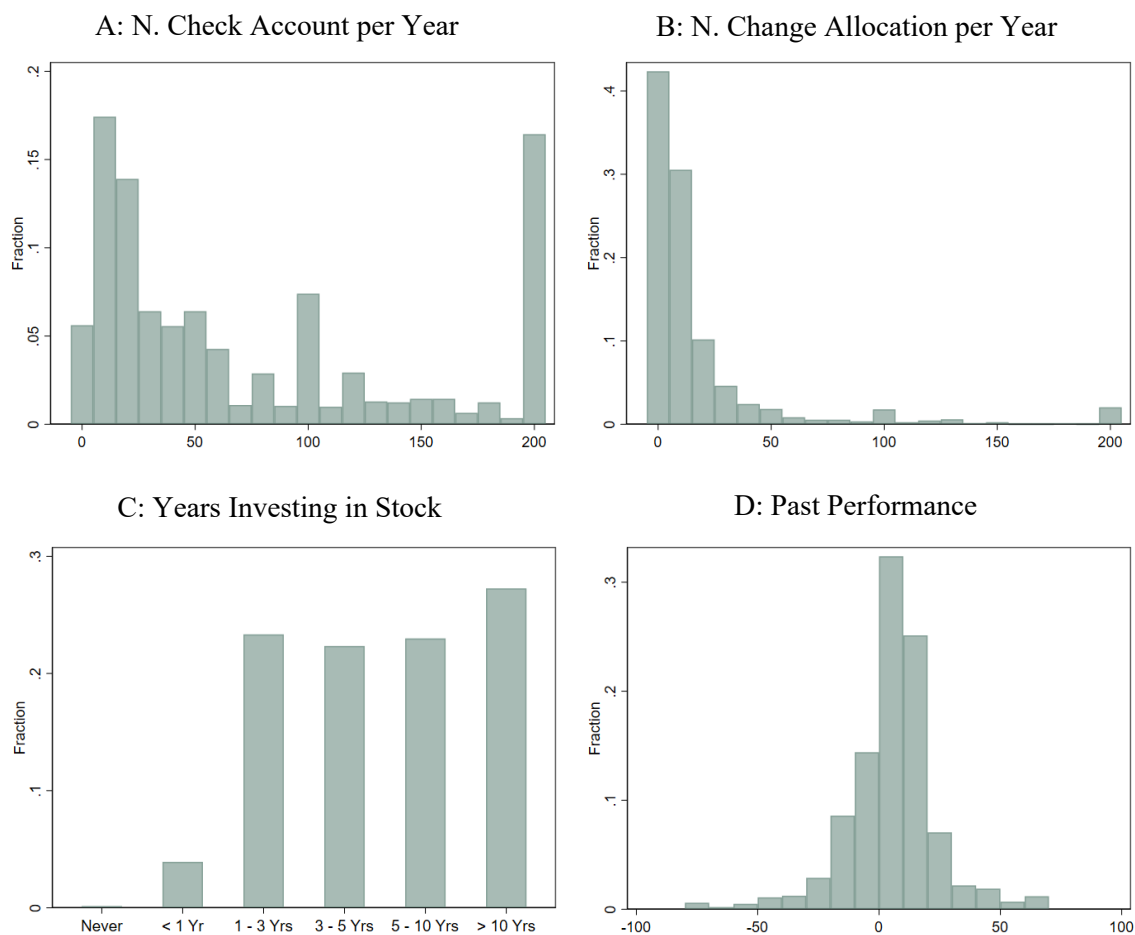 A: N. Check Account per Year
Fraction
.2
.15
.1
.05
0
0 50 100 150 200
B: N. Change Allocation per Year
Fraction
.4
.3
.2
.1
0
0 50 100 150 200
C: Years Investing in Stock
Fraction
.3
.2
.1
0
Never < 1 Yr 1 - 3 Yrs 3 - 5 Yrs 5 - 10 Yrs > 10 Yrs
D: Past Performance
Fraction
.3
.2
.1
0
-100 -50 0 50 100